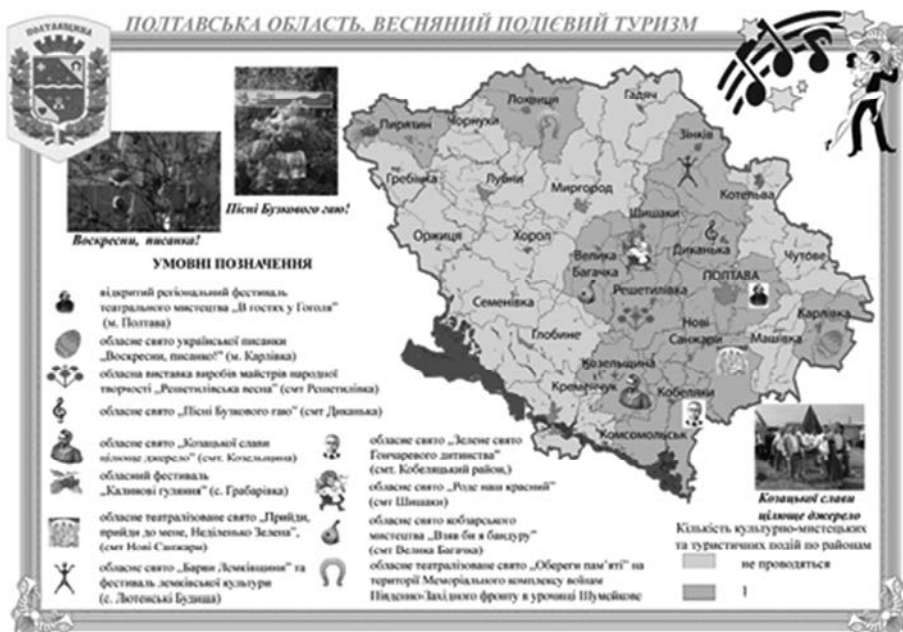 ПОЛТАВСЬКА ОБЛАСТЬ. ВЕСНЯНИЙ ПОДІЄВИЙ ТУРИЗМ
ПОЛТАВЩИНА
Воскресни, писанка!
Пісні Бузкового гаю!
Пирятин
Чорнухи
Лохвиця
Гадяч
Зіньків
Гребінка
Лубни
Миргород
Котельва
Шишаки
Оржиця
Хорол
Велика
Багачка
Диканька
Чутове
Решетилівка
ПОЛТАВА
Семенівка
Карлівка
Глобине
Нові
Санжари
Машівка
Козельщина
Кременчук
Кобеляки
Комсомольськ
УМОВНІ ПОЗНАЧЕННЯ
відкритий регіональний фестиваль
театрального мистецтва „В гостях у Гоголя"
(м. Полтава)
обласне свято української писанки
„Воскресни, писанко!" (м. Карлівка)
обласна виставка виробів майстрів народної
творчості „Решетилівська весна" (смт Решетилівка)
обласне свято „Пісні Бузкового гаю" (смт Диканька)
обласне свято „Козацької слави
цілюще джерело" (смт. Козельщина)
обласний фестиваль
„Калинові гуляння" (с. Грабарівка)
обласне театралізоване свято „Прийди,
прийди до мене, Неділенько Зелена",
(смт Нові Санжари)
обласне свято „Барви Лемківщини" та
фестиваль лемківської культури
(с. Лютенські Будища)
обласне свято „Зелене свято
Гончаревого дитинства"
(смт. Кобеляцький район,)
обласне свято „Роде наш красний"
(смт Шишаки)
обласне свято кобзарського
мистецтва „Взяв би я бандуру"
(смт Велика Багачка)
обласне театралізоване свято „Обереги пам'яті" на
території Меморіального комплексу воїнам
Південно-Західного фронту в урочищі Шумейкове
Козацької слави
цілюще джерело
Кількість культурно-мистецьких
та туристичних подій по районам
не проводяться
1